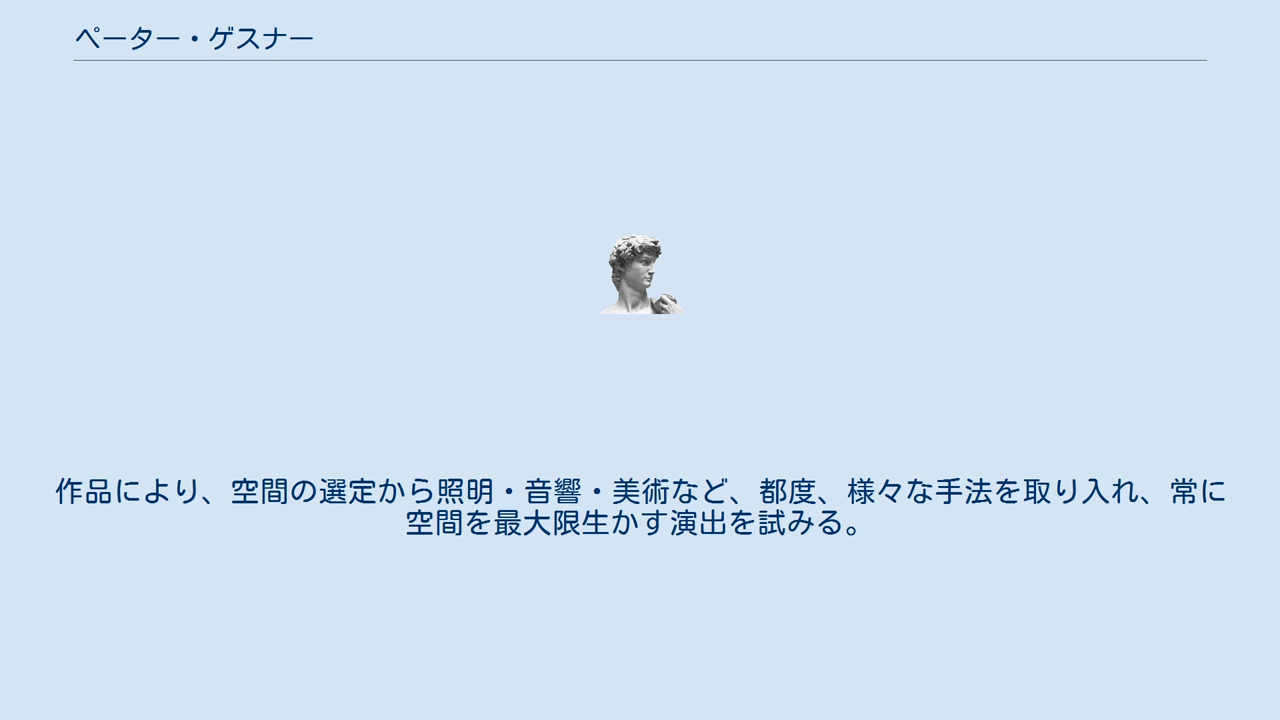 ペーター・ゲスナー
作品により、空間の選定から照明・音響・美術など、都度、様々な手法を取り入れ、常に
空間を最大限生かす演出を試みる。